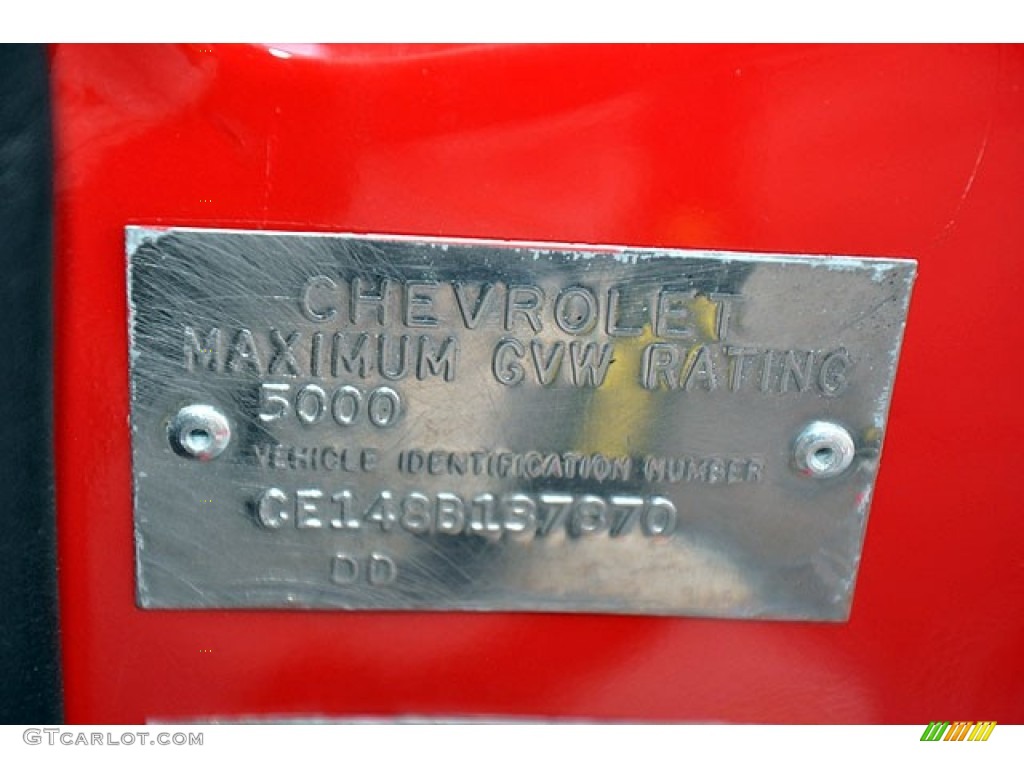 CHEVROLET
MAXIMUM GVW RATING
5000
VEHICLE IDENTIFICATION NUMBER
CE148B137870
DD
GTCARLOT.COM